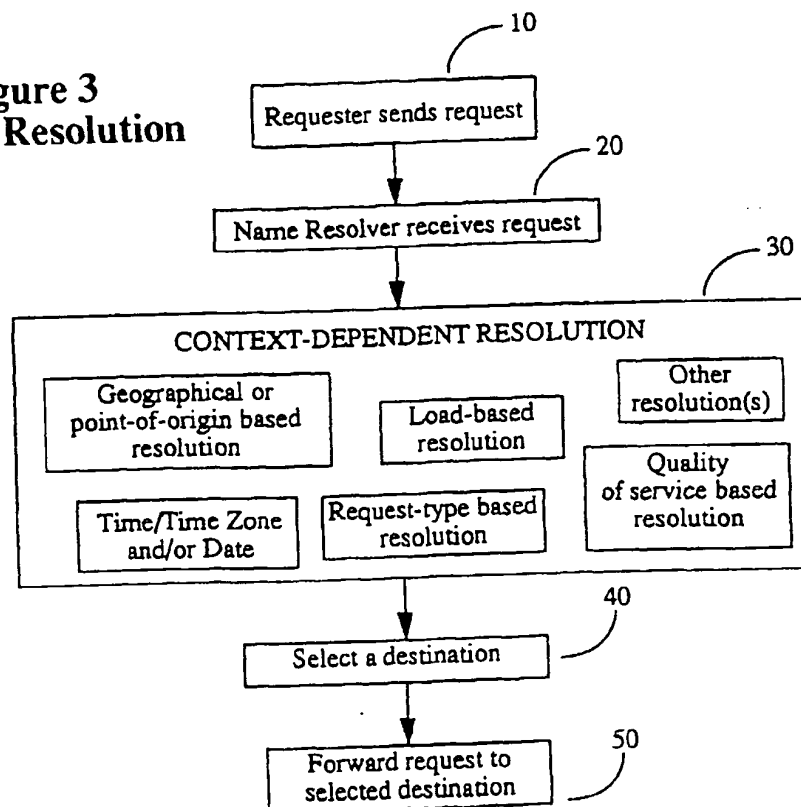 10
gure 3
Resolution
Requester sends request
20
Name Resolver receives request
30
CONTEXT-DEPENDENT RESOLUTION
Geographical or
point-of-origin based
resolution
Load-based
resolution
Other
resolution(s)
Time/Time Zone
and/or Date
Request-type based
resolution
Quality
of service based
resolution
40
Select a destination
50
Forward request to
selected destination